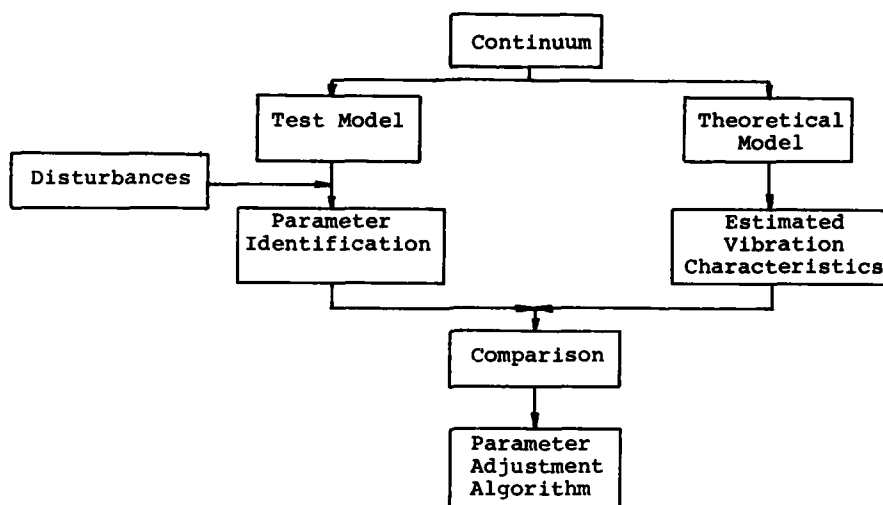 Continuum
Test Model
Theoretical
Model
Disturbances
Parameter
Identification
Estimated
Vibration
Characteristics
Comparison
Parameter
Adjustment
Algorithm